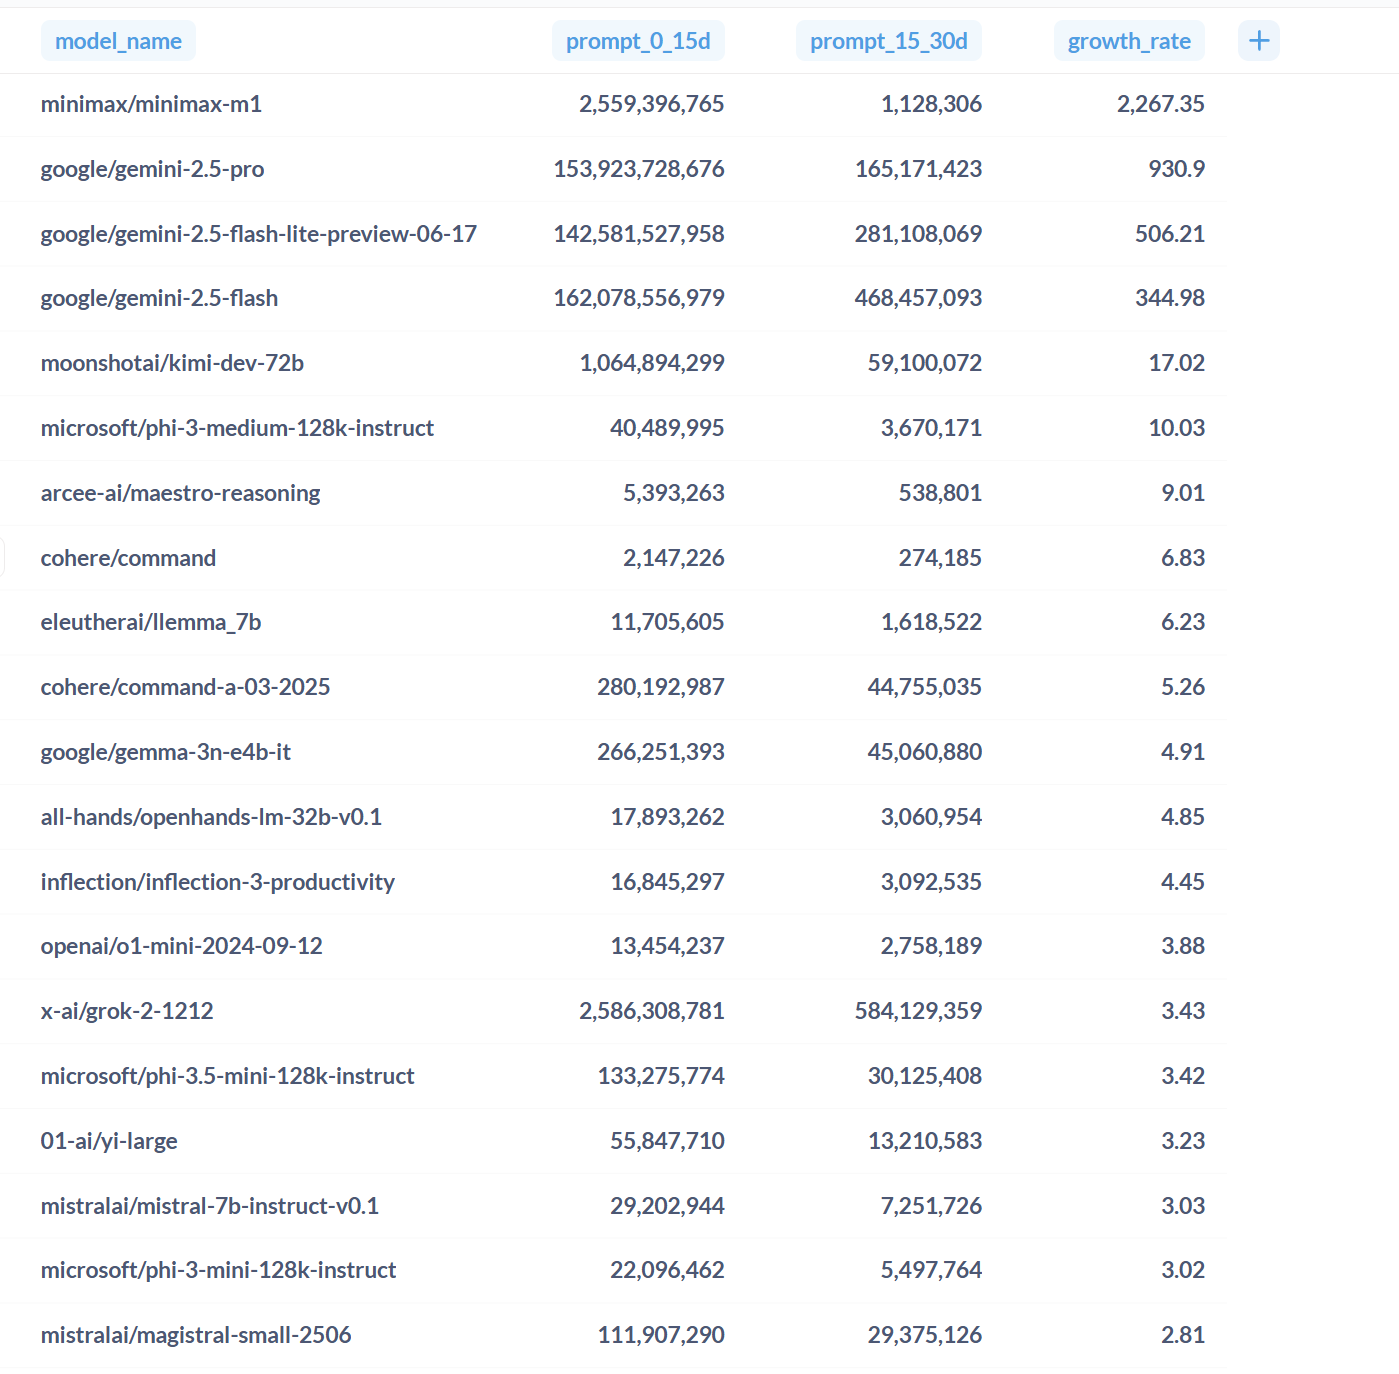 model_name prompt_0_15d prompt_15_30d growth_rate +
minimax/minimax-m1 2,559,396,765 1,128,306 2,267.35
google/gemini-2.5-pro 153,923,728,676 165,171,423 930.9
google/gemini-2.5-flash-lite-preview-06-17 142,581,527,958 281,108,069 506.21
google/gemini-2.5-flash 162,078,556,979 468,457,093 344.98
moonshotai/kimi-dev-72b 1,064,894,299 59,100,072 17.02
microsoft/phi-3-medium-128k-instruct 40,489,995 3,670,171 10.03
arcee-ai/maestro-reasoning 5,393,263 538,801 9.01
cohere/command 2,147,226 274,185 6.83
eleutherai/llemma_7b 11,705,605 1,618,522 6.23
cohere/command-a-03-2025 280,192,987 44,755,035 5.26
google/gemma-3n-e4b-it 266,251,393 45,060,880 4.91
all-hands/openhands-lm-32b-v0.1 17,893,262 3,060,954 4.85
inflection/inflection-3-productivity 16,845,297 3,092,535 4.45
openai/o1-mini-2024-09-12 13,454,237 2,758,189 3.88
x-ai/grok-2-1212 2,586,308,781 584,129,359 3.43
microsoft/phi-3.5-mini-128k-instruct 133,275,774 30,125,408 3.42
01-ai/yi-large 55,847,710 13,210,583 3.23
mistralai/mistral-7b-instruct-v0.1 29,202,944 7,251,726 3.03
microsoft/phi-3-mini-128k-instruct 22,096,462 5,497,764 3.02
mistralai/magistral-small-2506 111,907,290 29,375,126 2.81